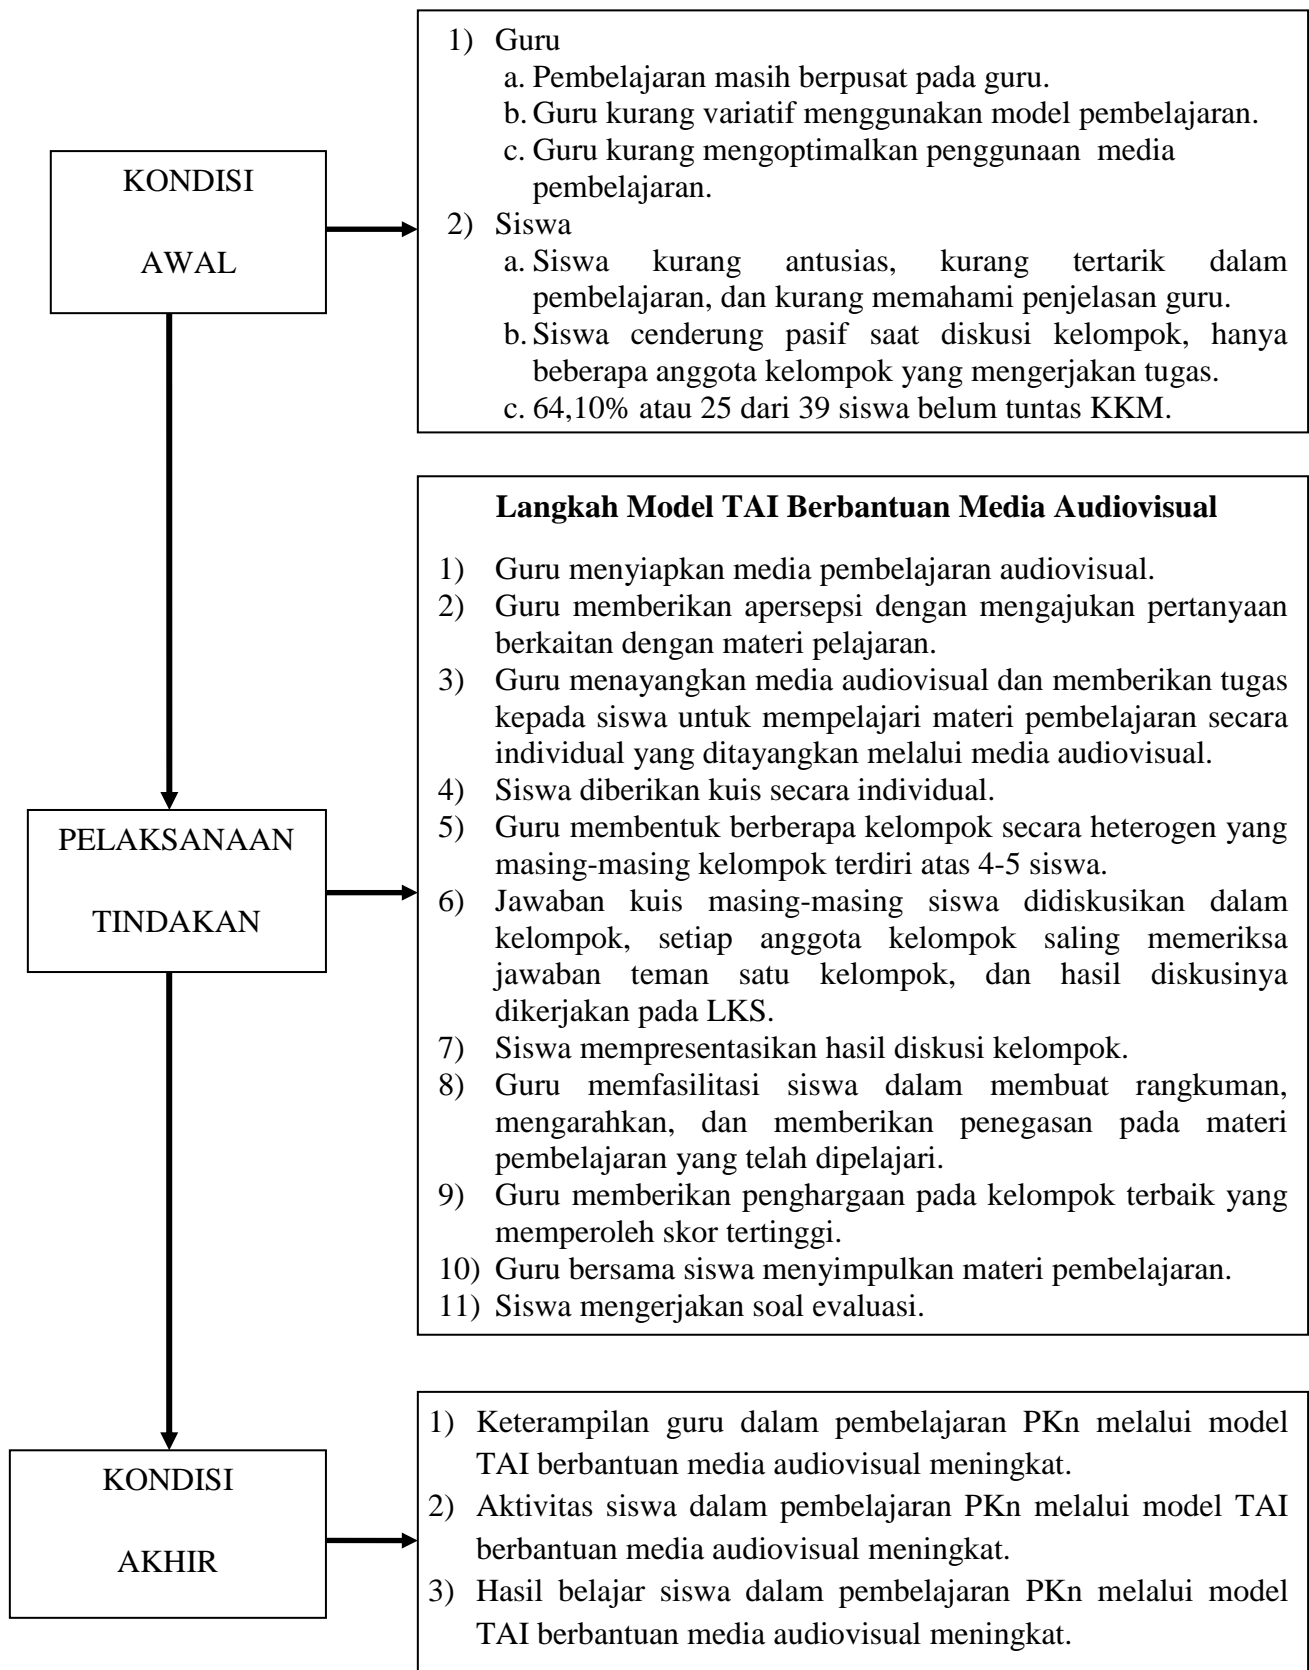 1) Guru
a. Pembelajaran masih berpusat pada guru.
b. Guru kurang variatif menggunakan model pembelajaran.
c. Guru kurang mengoptimalkan penggunaan media
pembelajaran.
2) Siswa
a. Siswa kurang antusias, kurang tertarik dalam
pembelajaran, dan kurang memahami penjelasan guru.
b. Siswa cenderung pasif saat diskusi kelompok, hanya
beberapa anggota kelompok yang mengerjakan tugas.
c. 64,10% atau 25 dari 39 siswa belum tuntas KKM.
KONDISI
AWAL
Langkah Model TAI Berbantuan Media Audiovisual
1) Guru menyiapkan media pembelajaran audiovisual.
2) Guru memberikan apersepsi dengan mengajukan pertanyaan
berkaitan dengan materi pelajaran.
3) Guru menayangkan media audiovisual dan memberikan tugas
kepada siswa untuk mempelajari materi pembelajaran secara
individual yang ditayangkan melalui media audiovisual.
4) Siswa diberikan kuis secara individual.
5) Guru membentuk berberapa kelompok secara heterogen yang
masing-masing kelompok terdiri atas 4-5 siswa.
6) Jawaban kuis masing-masing siswa didiskusikan dalam
kelompok, setiap anggota kelompok saling memeriksa
jawaban teman satu kelompok, dan hasil diskusinya
dikerjakan pada LKS.
7) Siswa mempresentasikan hasil diskusi kelompok.
8) Guru memfasilitasi siswa dalam membuat rangkuman,
mengarahkan, dan memberikan penegasan pada materi
pembelajaran yang telah dipelajari.
9) Guru memberikan penghargaan pada kelompok terbaik yang
memperoleh skor tertinggi.
10) Guru bersama siswa menyimpulkan materi pembelajaran.
11) Siswa mengerjakan soal evaluasi.
PELAKSANAAN
TINDAKAN
1) Keterampilan guru dalam pembelajaran PKn melalui model
TAI berbantuan media audiovisual meningkat.
2) Aktivitas siswa dalam pembelajaran PKn melalui model TAI
berbantuan media audiovisual meningkat.
3) Hasil belajar siswa dalam pembelajaran PKn melalui model
TAI berbantuan media audiovisual meningkat.
KONDISI
AKHIR